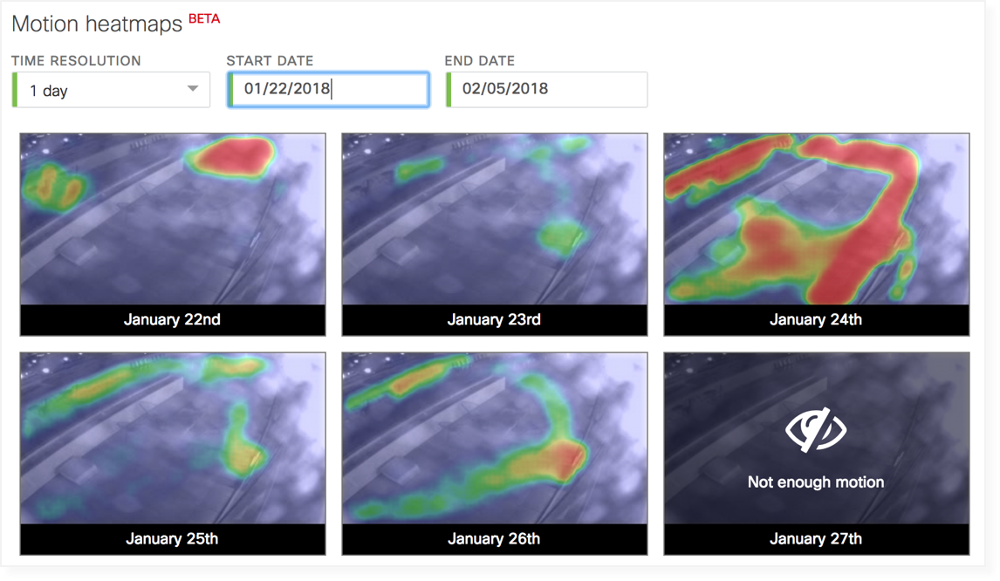 Motion heatmaps BETA
TIME RESOLUTION START DATE END DATE
1 day 01/22/2018 02/05/2018
January 22nd January 23rd January 24th
Not enough motion
January 25th January 26th January 27th